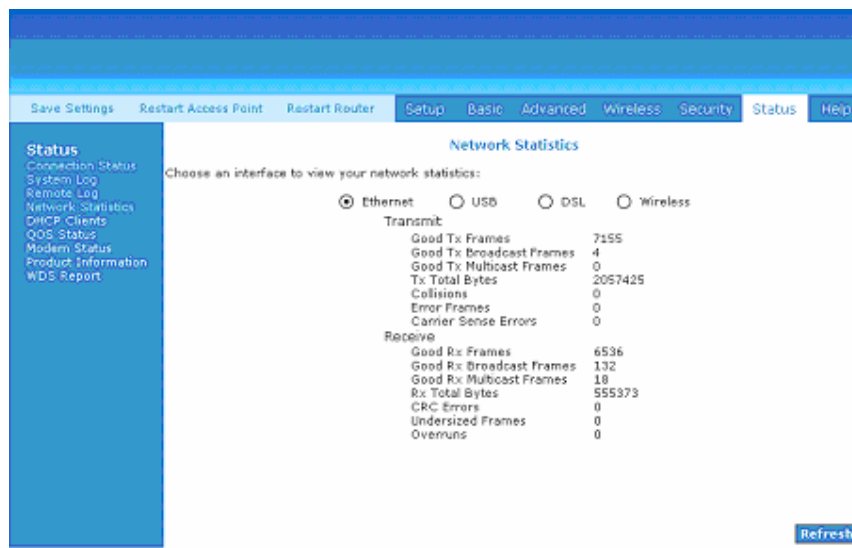 Save Settings Restart Access Point Restart Router Setup Basic Advanced Wireless Security Status Help
Status
Connection Status
System Log
Remote Log
Network Statistics
DHCP Clients
QOS Status
Modem Status
Product Information
WDS Report
Network Statistics
Choose an interface to view your network statistics:
Ethernet USB DSL Wireless
Transmit
Good Tx Frames 7155
Good Tx Broadcast Frames 4
Good Tx Multicast Frames 0
Tx Total Bytes 2057425
Collisions 0
Error Frames 0
Carrier Sense Errors 0
Receive
Good Rx Frames 6536
Good Rx Broadcast Frames 132
Good Rx Multicast Frames 18
Rx Total Bytes 555373
CRC Errors 0
Undersized Frames 0
Overruns 0
Refresh